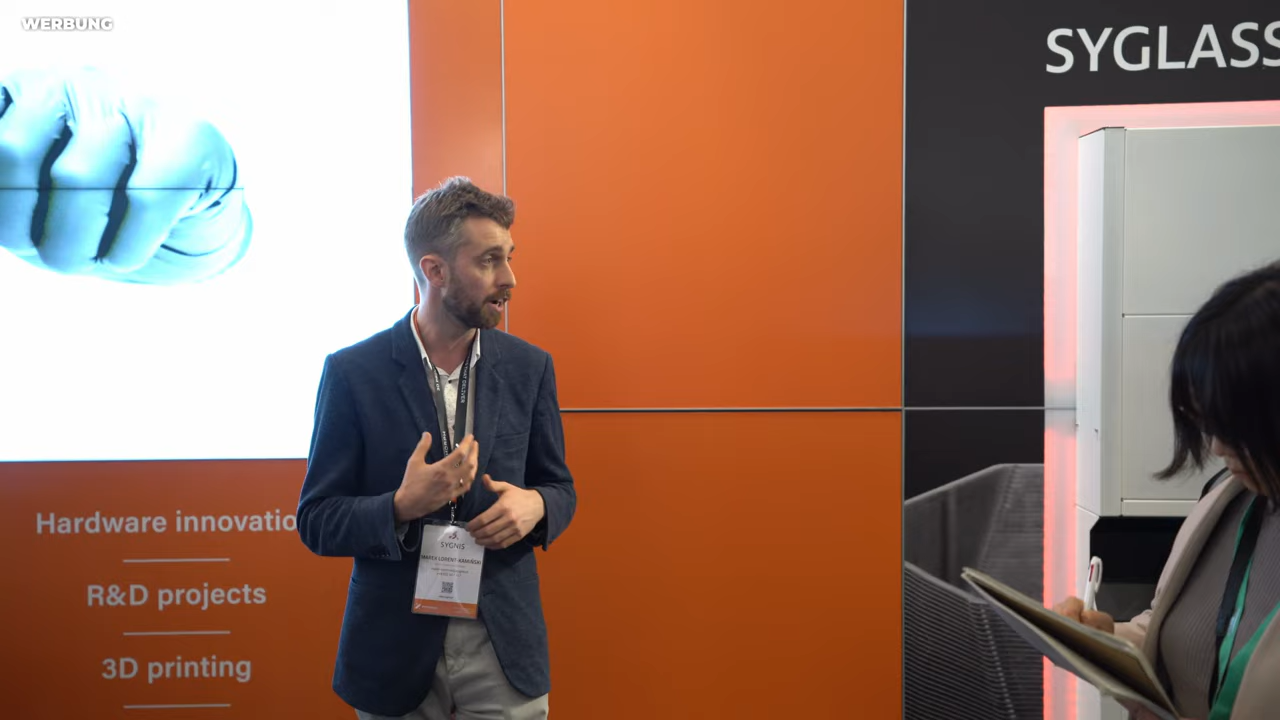 WERBUNG
SYGLASS
Hardware innovatio
R&D projects
3D printing
SYGNIS